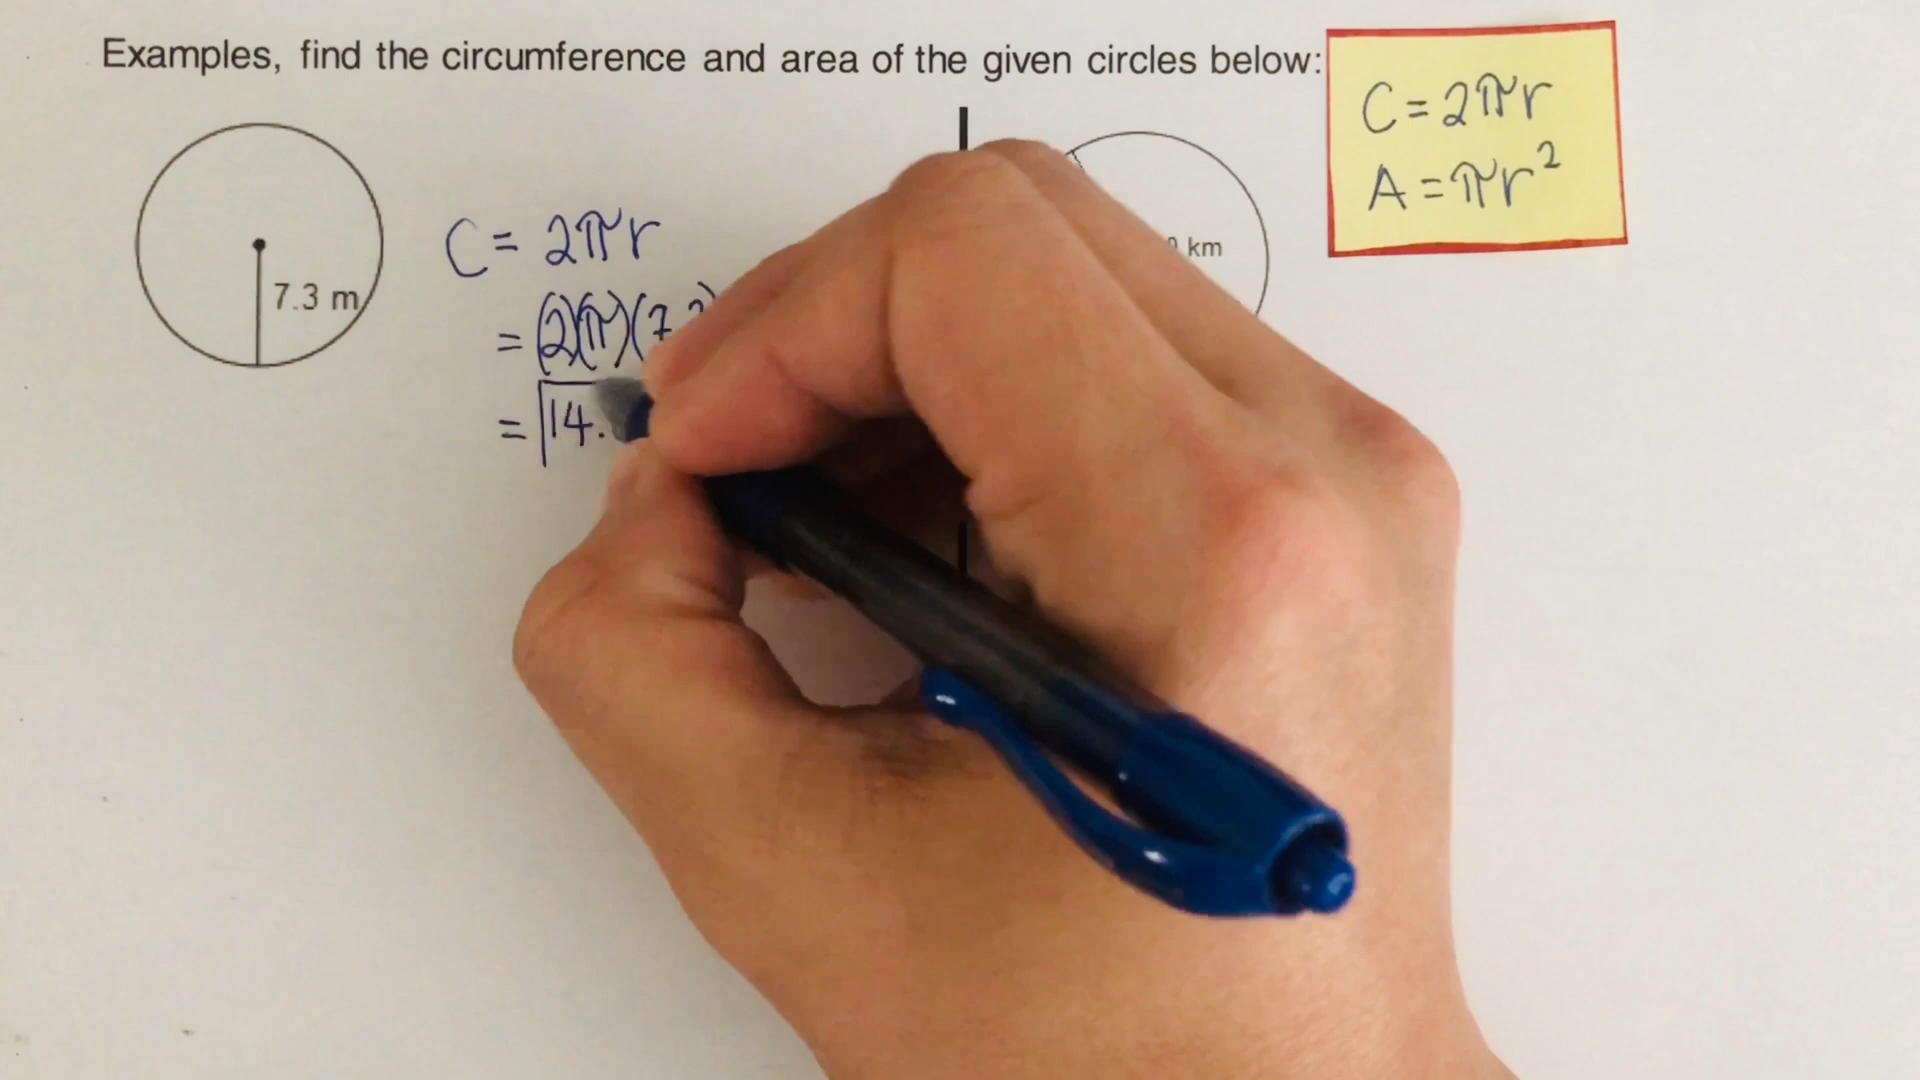 Examples, find the circumference and area of the given circles below:
C = 2πr
A = πr²
7.3 m
C = 2πr
= (2)(π)(7.
= 14.
km